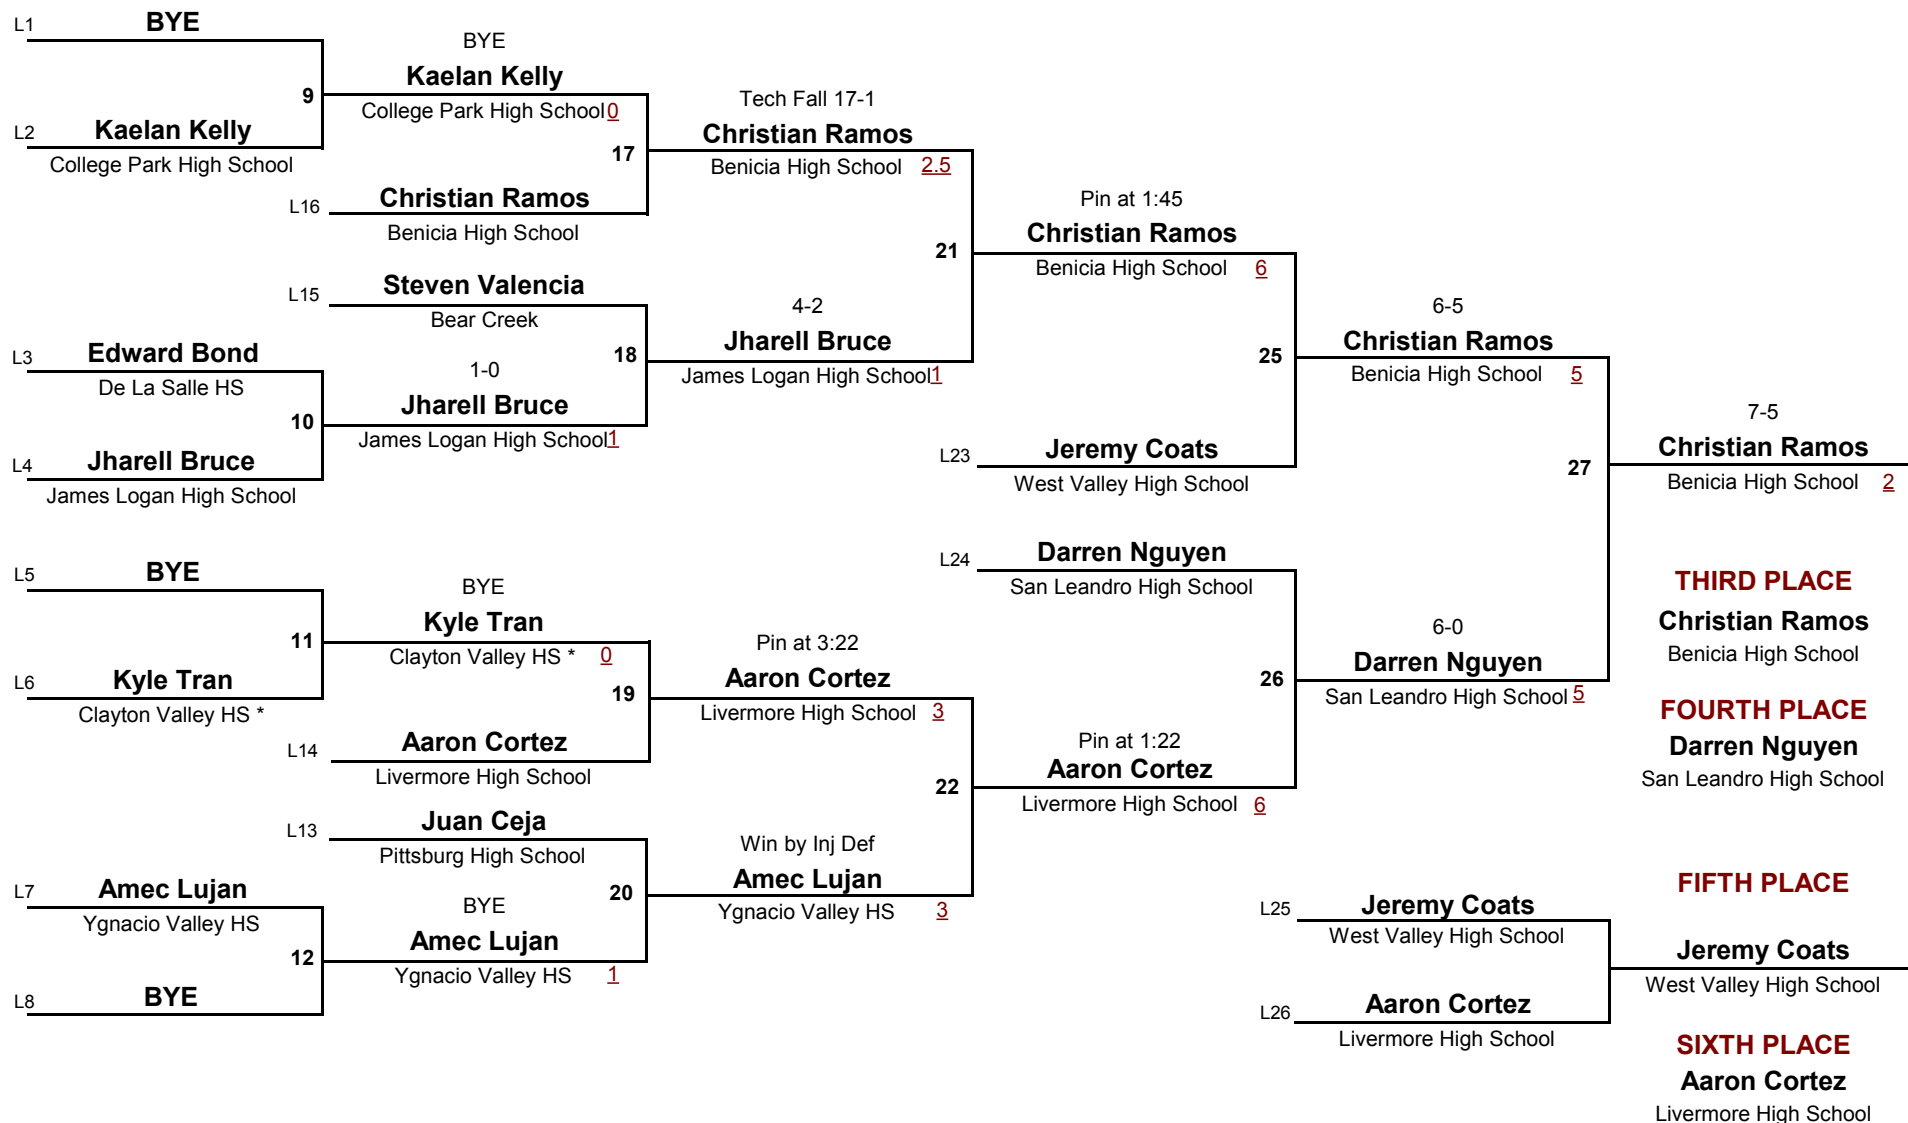 L1
BYE
9
L2
Kaelan Kelly
College Park High School
BYE
Kaelan Kelly
College Park High School 0
17
L16
Christian Ramos
Benicia High School
Tech Fall 17-1
Christian Ramos
Benicia High School 2.5
L15
Steven Valencia
Bear Creek
18
L3
Edward Bond
De La Salle HS
10
L4
Jharell Bruce
James Logan High School
1-0
Jharell Bruce
James Logan High School 1
4-2
Jharell Bruce
James Logan High School 1
21
Pin at 1:45
Christian Ramos
Benicia High School 6
25
L23
Jeremy Coats
West Valley High School
6-5
Christian Ramos
Benicia High School 5
27
7-5
Christian Ramos
Benicia High School 2
L5
BYE
11
L6
Kyle Tran
Clayton Valley HS *
BYE
Kyle Tran
Clayton Valley HS * 0
19
L14
Aaron Cortez
Livermore High School
Pin at 3:22
Aaron Cortez
Livermore High School 3
L13
Juan Ceja
Pittsburg High School
20
L7
Amec Lujan
Ygnacio Valley HS
12
L8
BYE
BYE
Amec Lujan
Ygnacio Valley HS 1
Win by Inj Def
Amec Lujan
Ygnacio Valley HS 3
22
L24
Darren Nguyen
San Leandro High School
26
Pin at 1:22
Aaron Cortez
Livermore High School 6
6-0
Darren Nguyen
San Leandro High School 5
THIRD PLACE
Christian Ramos
Benicia High School
FOURTH PLACE
Darren Nguyen
San Leandro High School
L25
Jeremy Coats
West Valley High School
L26
Aaron Cortez
Livermore High School
FIFTH PLACE
Jeremy Coats
West Valley High School
SIXTH PLACE
Aaron Cortez
Livermore High School